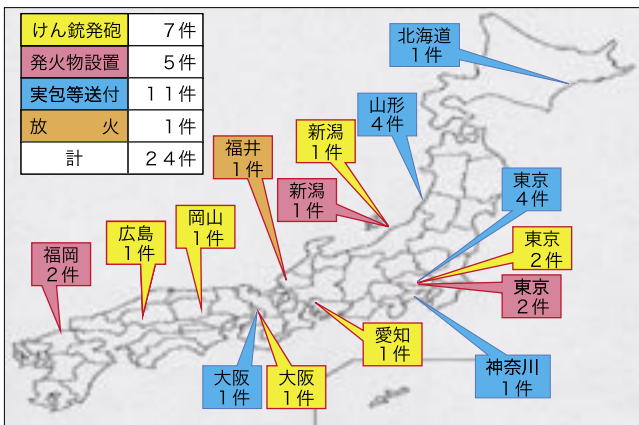 けん銃発砲 7件
発火物設置 5件
実包等送付 11件
放 火 1件
計 24件
北海道
1件
山形
4件
新潟
1件
福井
1件
新潟
1件
東京
4件
岡山
1件
広島
1件
東京
2件
福岡
2件
東京
2件
愛知
1件
神奈川
1件
大阪
1件
大阪
1件